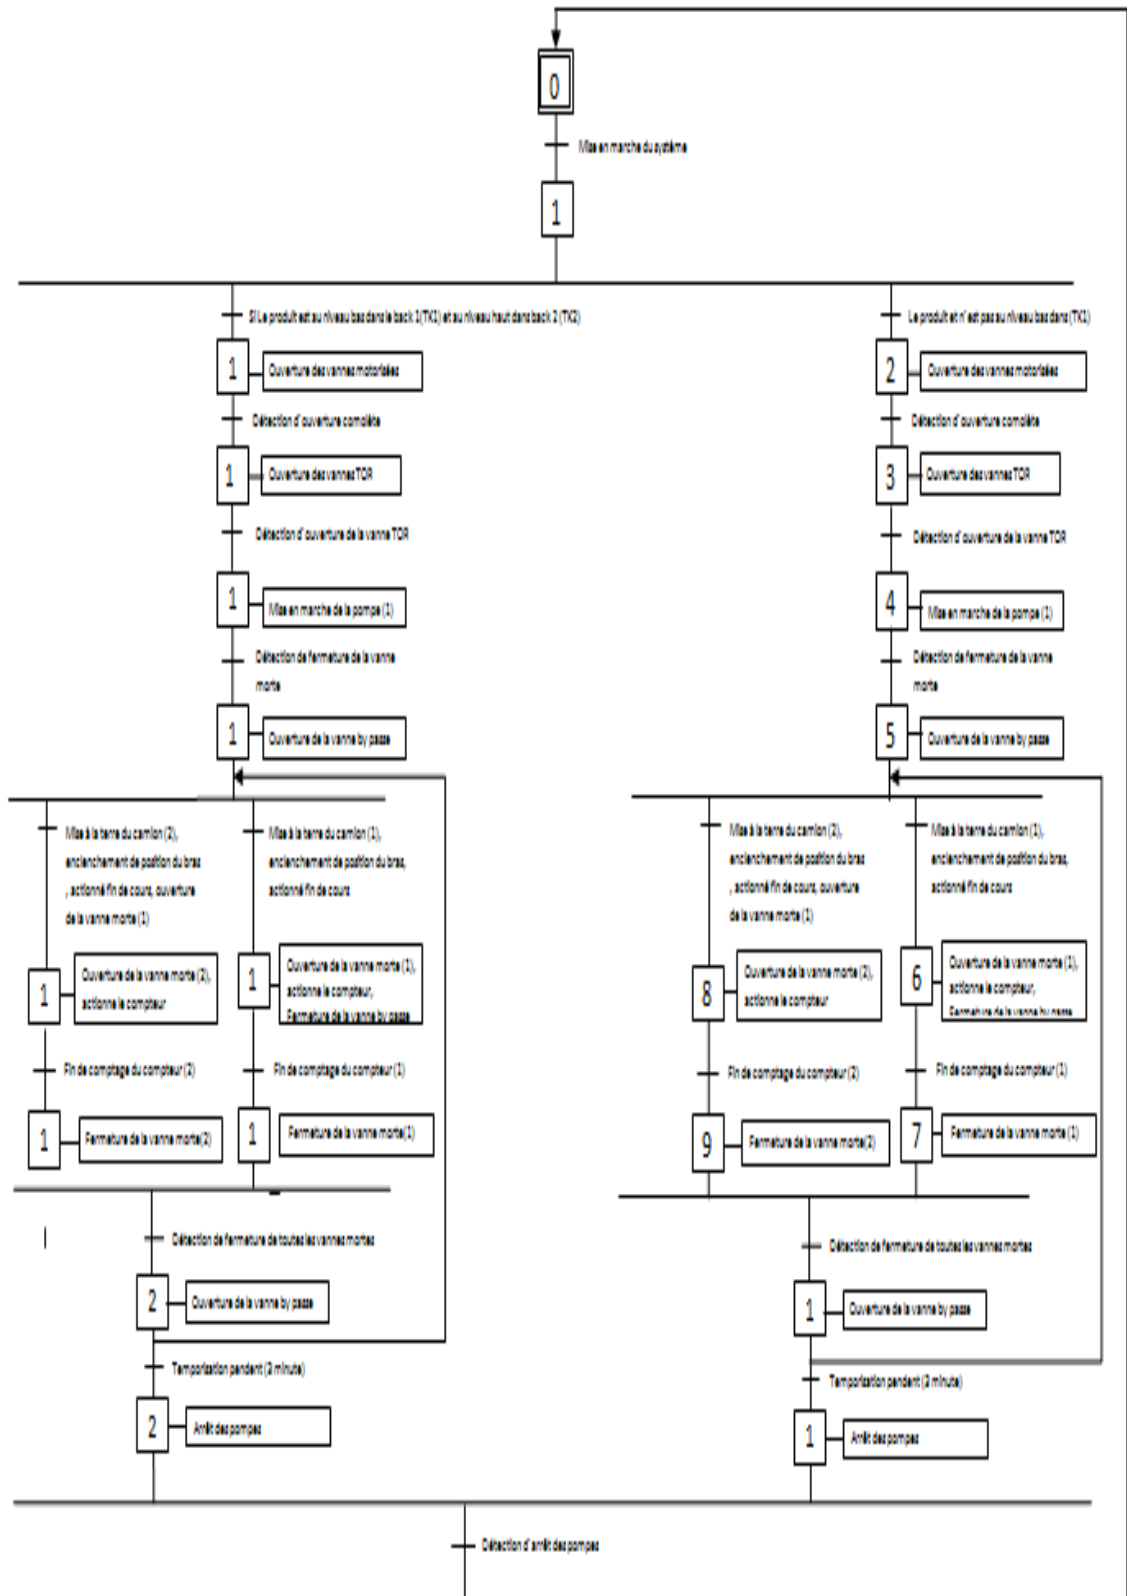 0
Mise en marche du système
1
Si Le produit est au niveau bas dans le back 1(TK1) et au niveau haut dans back 2 (TK2)
Le produit et n' est pas au niveau bas dans (TK1)
1
Ouverture des vannes motorisées
2
Ouverture des vannes motorisées
Détection d' ouverture complète
Détection d' ouverture complète
1
Ouverture des vannes TOR
3
Ouverture des vannes TOR
Détection d' ouverture de la vanne TOR
Détection d' ouverture de la vanne TOR
1
Mise en marche de la pompe (1)
4
Mise en marche de la pompe (1)
Détection de fermeture de la vanne
morte
Détection de fermeture de la vanne
morte
1
Ouverture de la vanne by passe
5
Ouverture de la vanne by passe
Mise à la terre du camion (2),
enclenchement de position du bras
, actionné fin de cours, ouverture
de la vanne morte (1)
Mise à la terre du camion (1),
enclenchement de position du bras,
actionné fin de cours
Mise à la terre du camion (2),
enclenchement de position du bras
, actionné fin de cours, ouverture
de la vanne morte (1)
Mise à la terre du camion (1),
enclenchement de position du bras,
actionné fin de cours
1
Ouverture de la vanne morte (2),
actionne le compteur
1
Ouverture de la vanne morte (1),
actionne le compteur,
Fermeture de la vanne by passe
8
Ouverture de la vanne morte (2),
actionne le compteur
6
Ouverture de la vanne morte (1),
actionne le compteur,
Fermeture de la vanne by passe
Fin de comptage du compteur (2)
Fin de comptage du compteur (1)
Fin de comptage du compteur (2)
Fin de comptage du compteur (1)
1
Fermeture de la vanne morte(2)
1
Fermeture de la vanne morte(1)
9
Fermeture de la vanne morte(2)
7
Fermeture de la vanne morte (1)
Détection de fermeture de toutes les vannes mortes
Détection de fermeture de toutes les vannes mortes
2
Ouverture de la vanne by passe
1
Ouverture de la vanne by passe
Temporisation pendent (3 minute)
Temporisation pendent (3 minute)
2
Arrêt des pompes
1
Arrêt des pompes
Détection d' arrêt des pompes